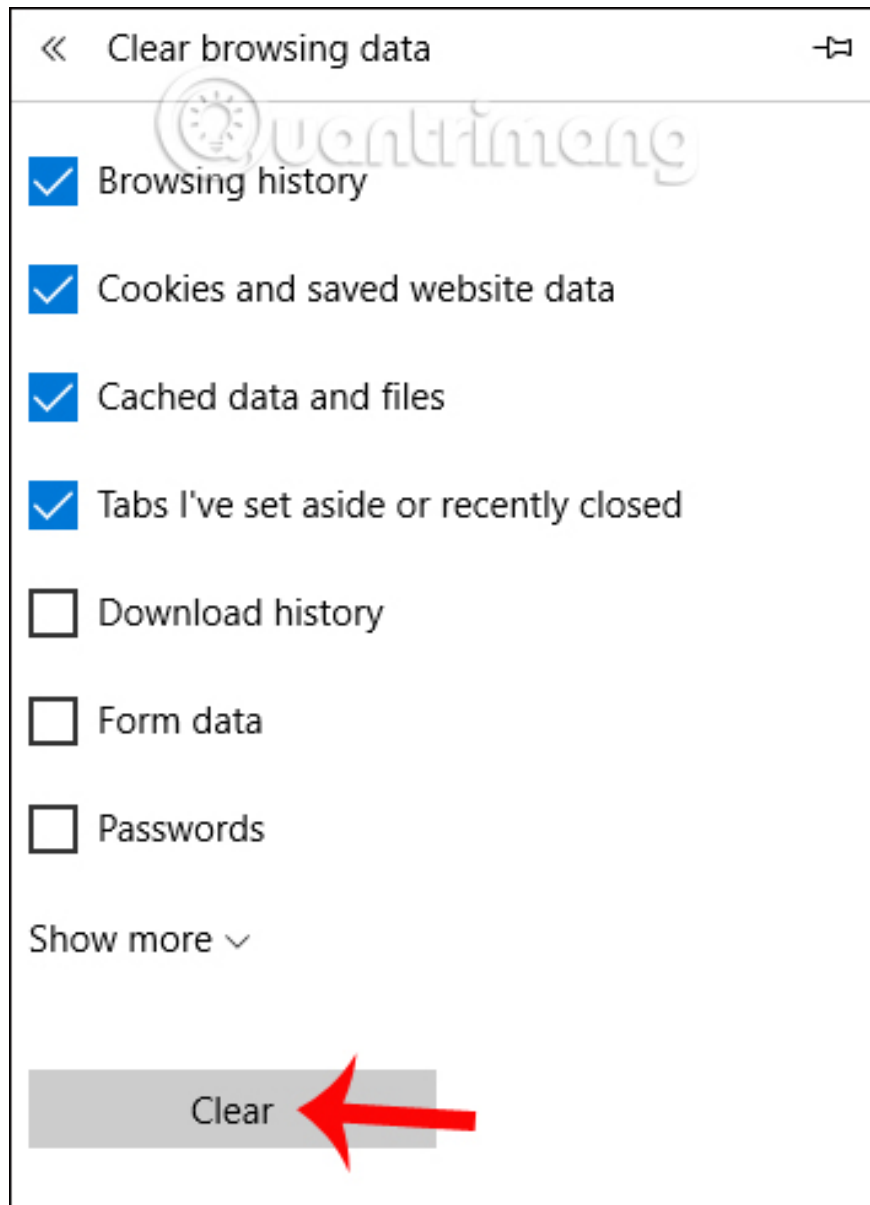 Clear browsing data
Quantrimang
Browsing history
Cookies and saved website data
Cached data and files
Tabs I've set aside or recently closed
Download history
Form data
Passwords
Show more
Clear